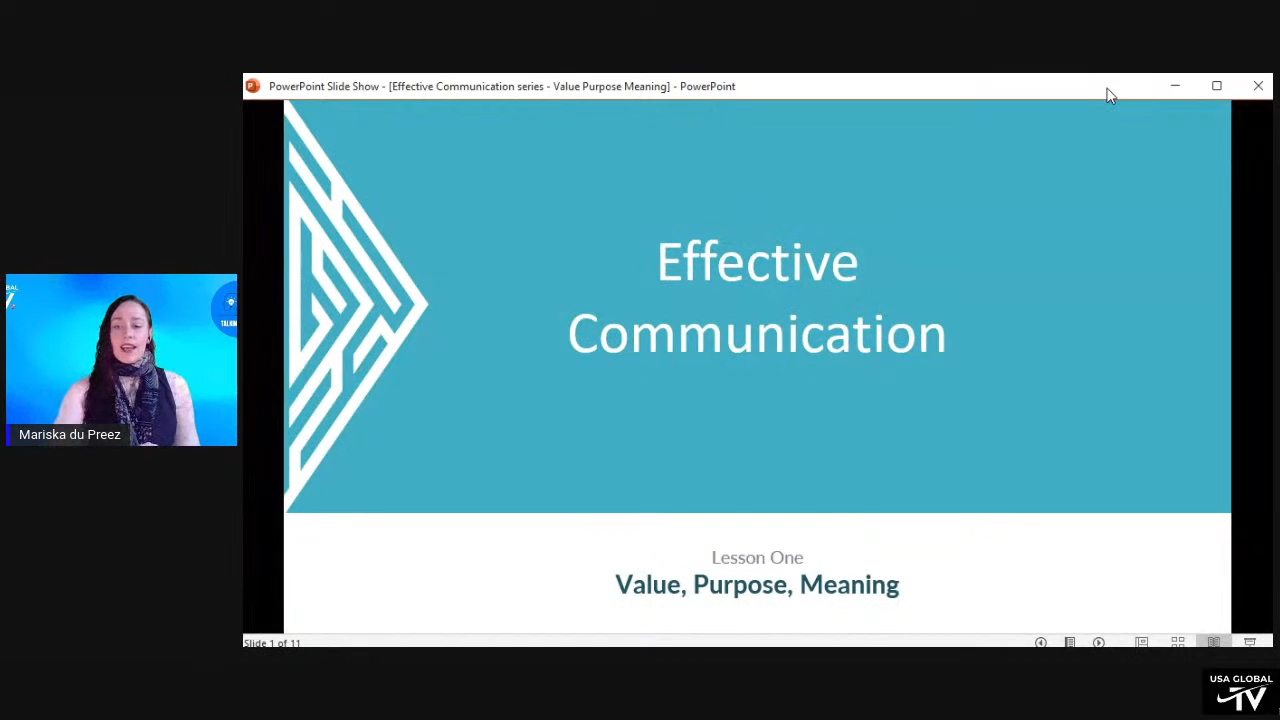 PowerPoint Slide Show - [Effective Communication series - Value Purpose Meaning] - PowerPoint
Effective
Communication
Lesson One
Value, Purpose, Meaning
Slide 1 of 11
TALKIN
Mariska du Preez
USA GLOBAL
TV